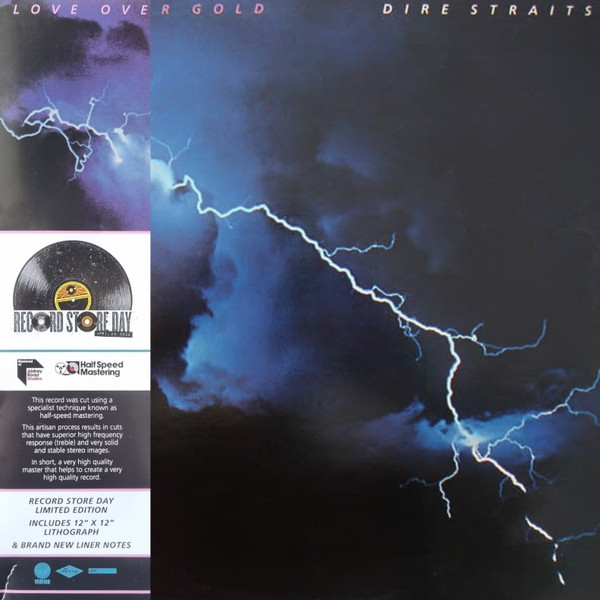 LOVE OVER GOLD
DIRE STRAITS
RECORD STORE DAY
Abbey
Road
Studios
Half Speed
Mastering
This record was cut using a
specialist technique known as
half-speed mastering.
This artisan process results in cuts
that have superior high frequency
response (treble) and very solid
and stable stereo images.
In short, a very high quality
master that helps to create a very
high quality record.
RECORD STORE DAY
LIMITED EDITION
INCLUDES 12" X 12"
LITHOGRAPH
& BRAND NEW LINER NOTES